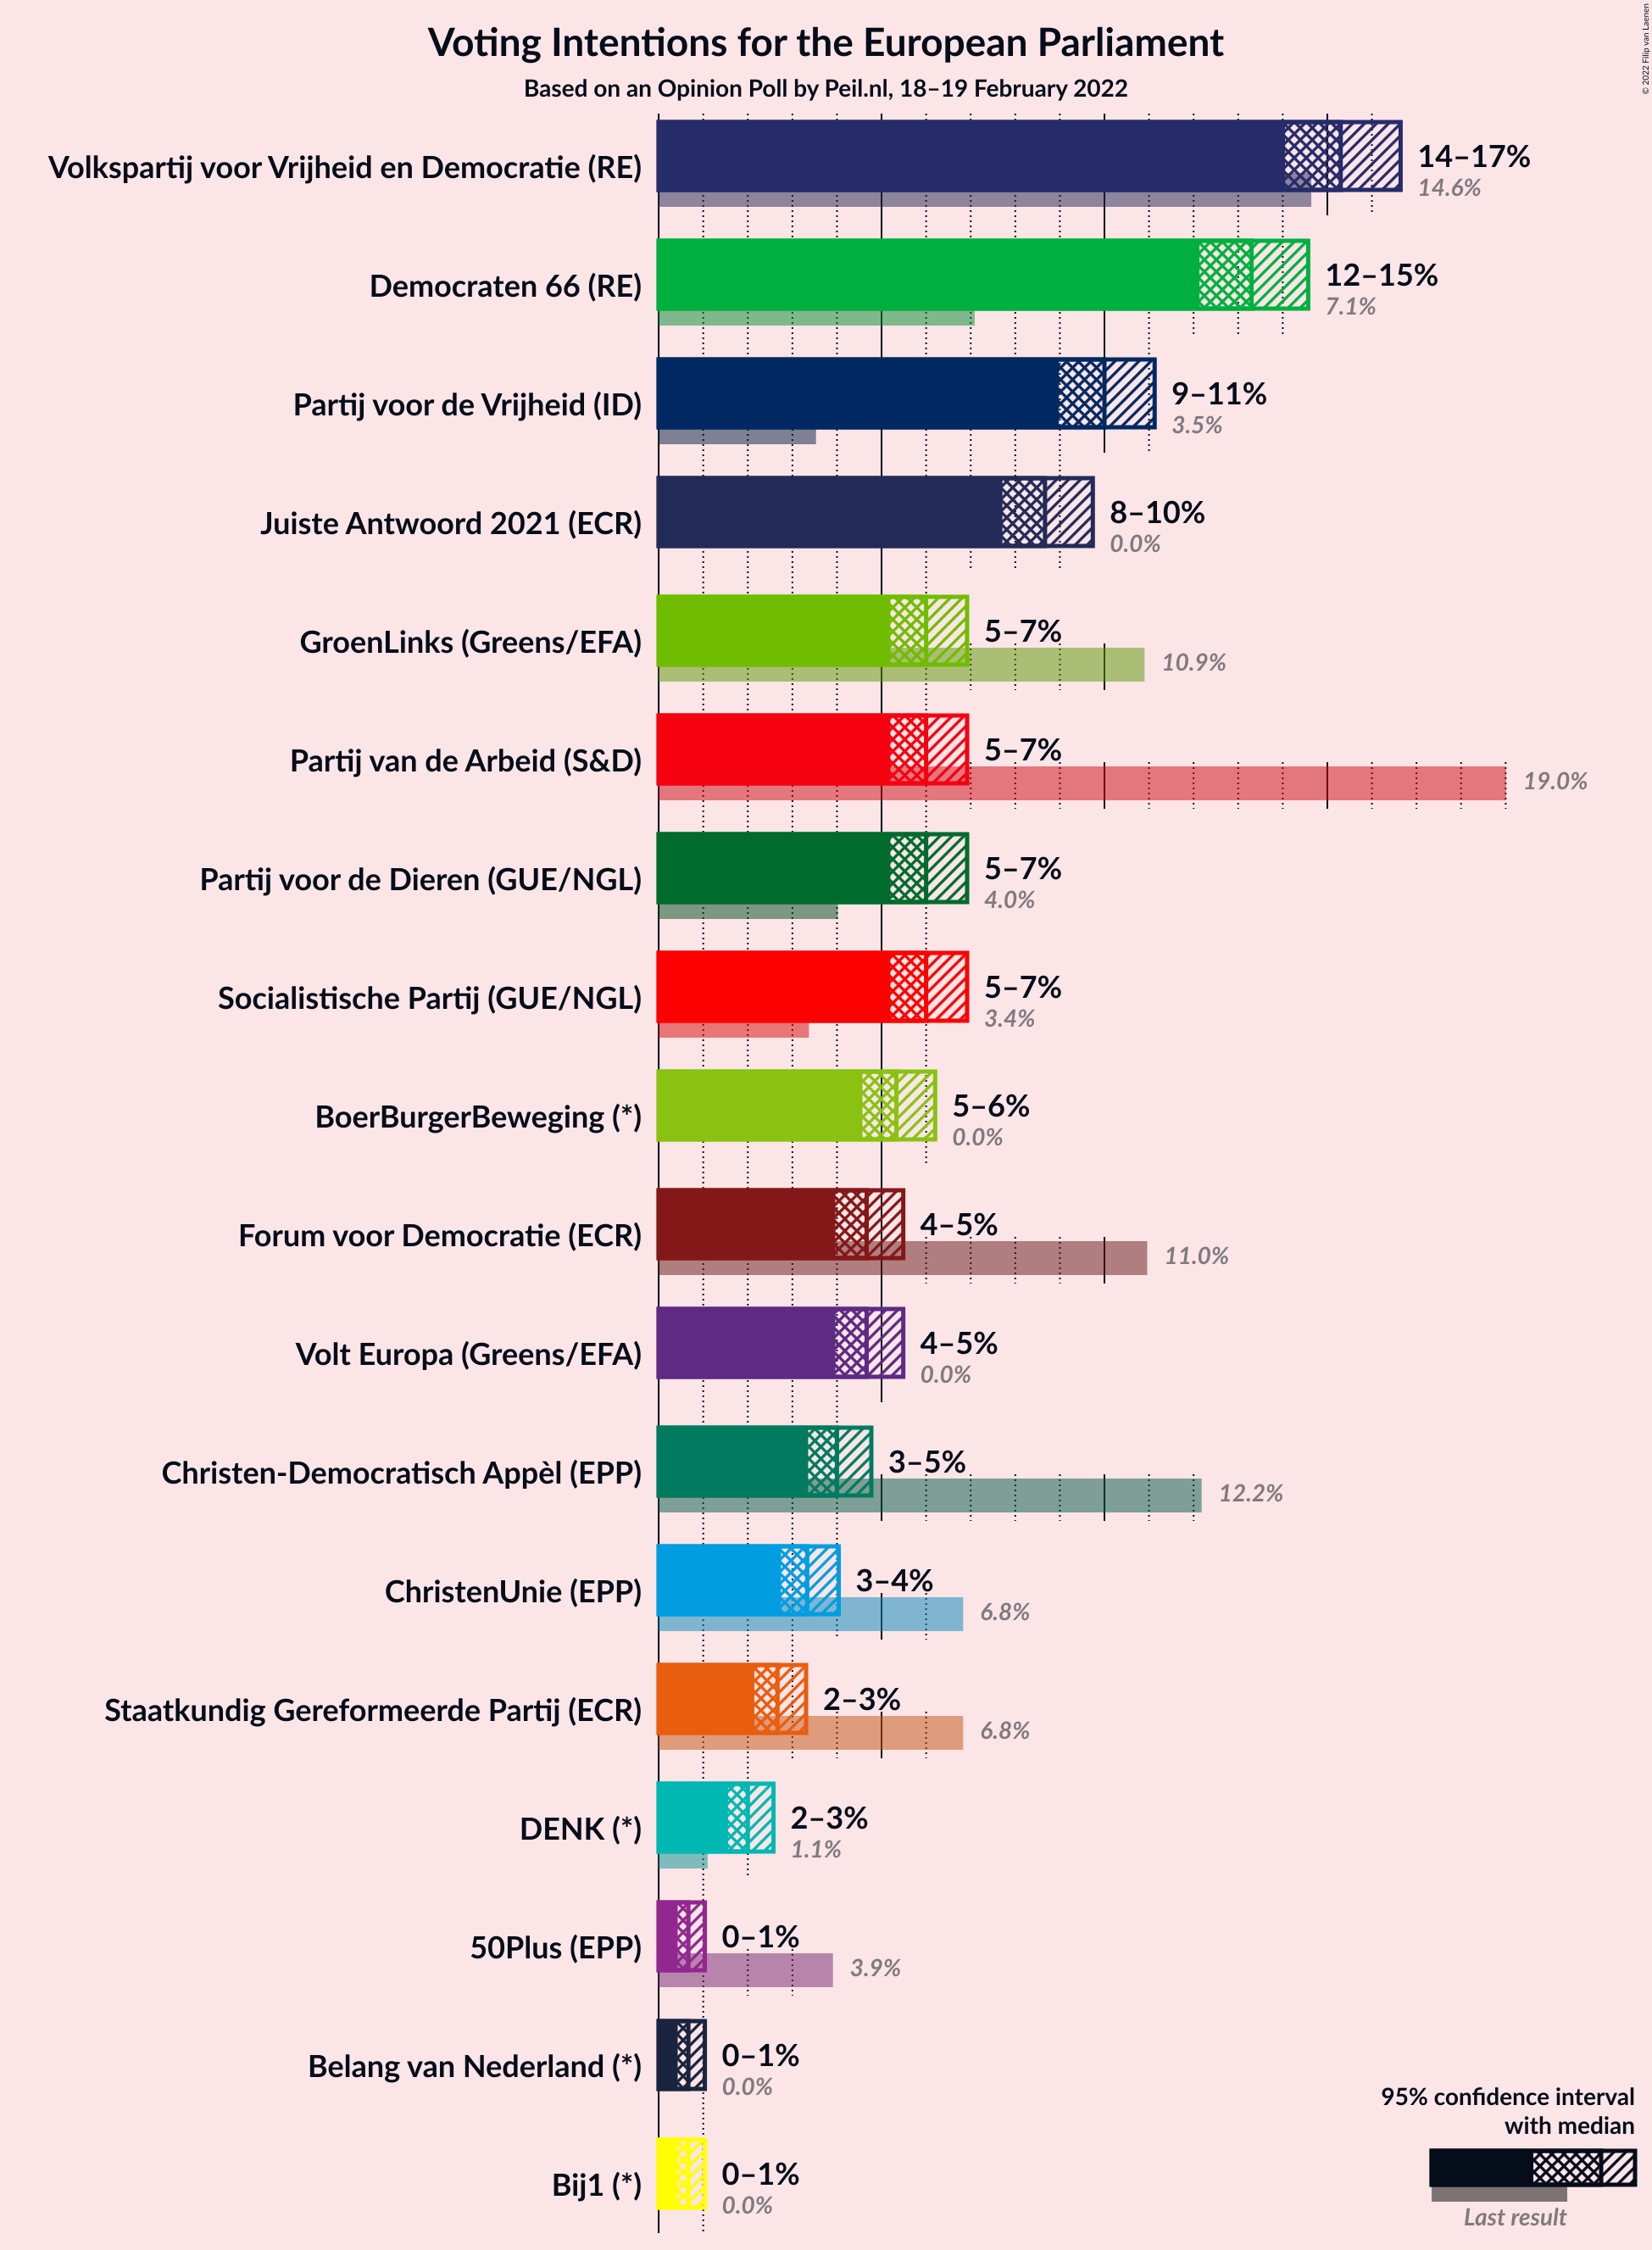 Voting Intentions for the European Parliament
Based on an Opinion Poll by Peil.nl, 18–19 February 2022
© 2022 Filip van Laenen
Volkspartij voor Vrijheid en Democratie (RE)
14–17%
14.6%
Democraten 66 (RE)
12–15%
7.1%
Partij voor de Vrijheid (ID)
9–11%
3.5%
Juiste Antwoord 2021 (ECR)
8–10%
0.0%
GroenLinks (Greens/EFA)
5–7%
10.9%
Partij van de Arbeid (S&D)
5–7%
19.0%
Partij voor de Dieren (GUE/NGL)
5–7%
4.0%
Socialistische Partij (GUE/NGL)
5–7%
3.4%
BoerBurgerBeweging (*)
5–6%
0.0%
Forum voor Democratie (ECR)
4–5%
11.0%
Volt Europa (Greens/EFA)
4–5%
0.0%
Christen-Democratisch Appèl (EPP)
3–5%
12.2%
ChristenUnie (EPP)
3–4%
6.8%
Staatkundig Gereformeerde Partij (ECR)
2–3%
6.8%
DENK (*)
2–3%
1.1%
50Plus (EPP)
0–1%
3.9%
Belang van Nederland (*)
0–1%
0.0%
Bij1 (*)
0–1%
0.0%
95% confidence interval
with median
Last result